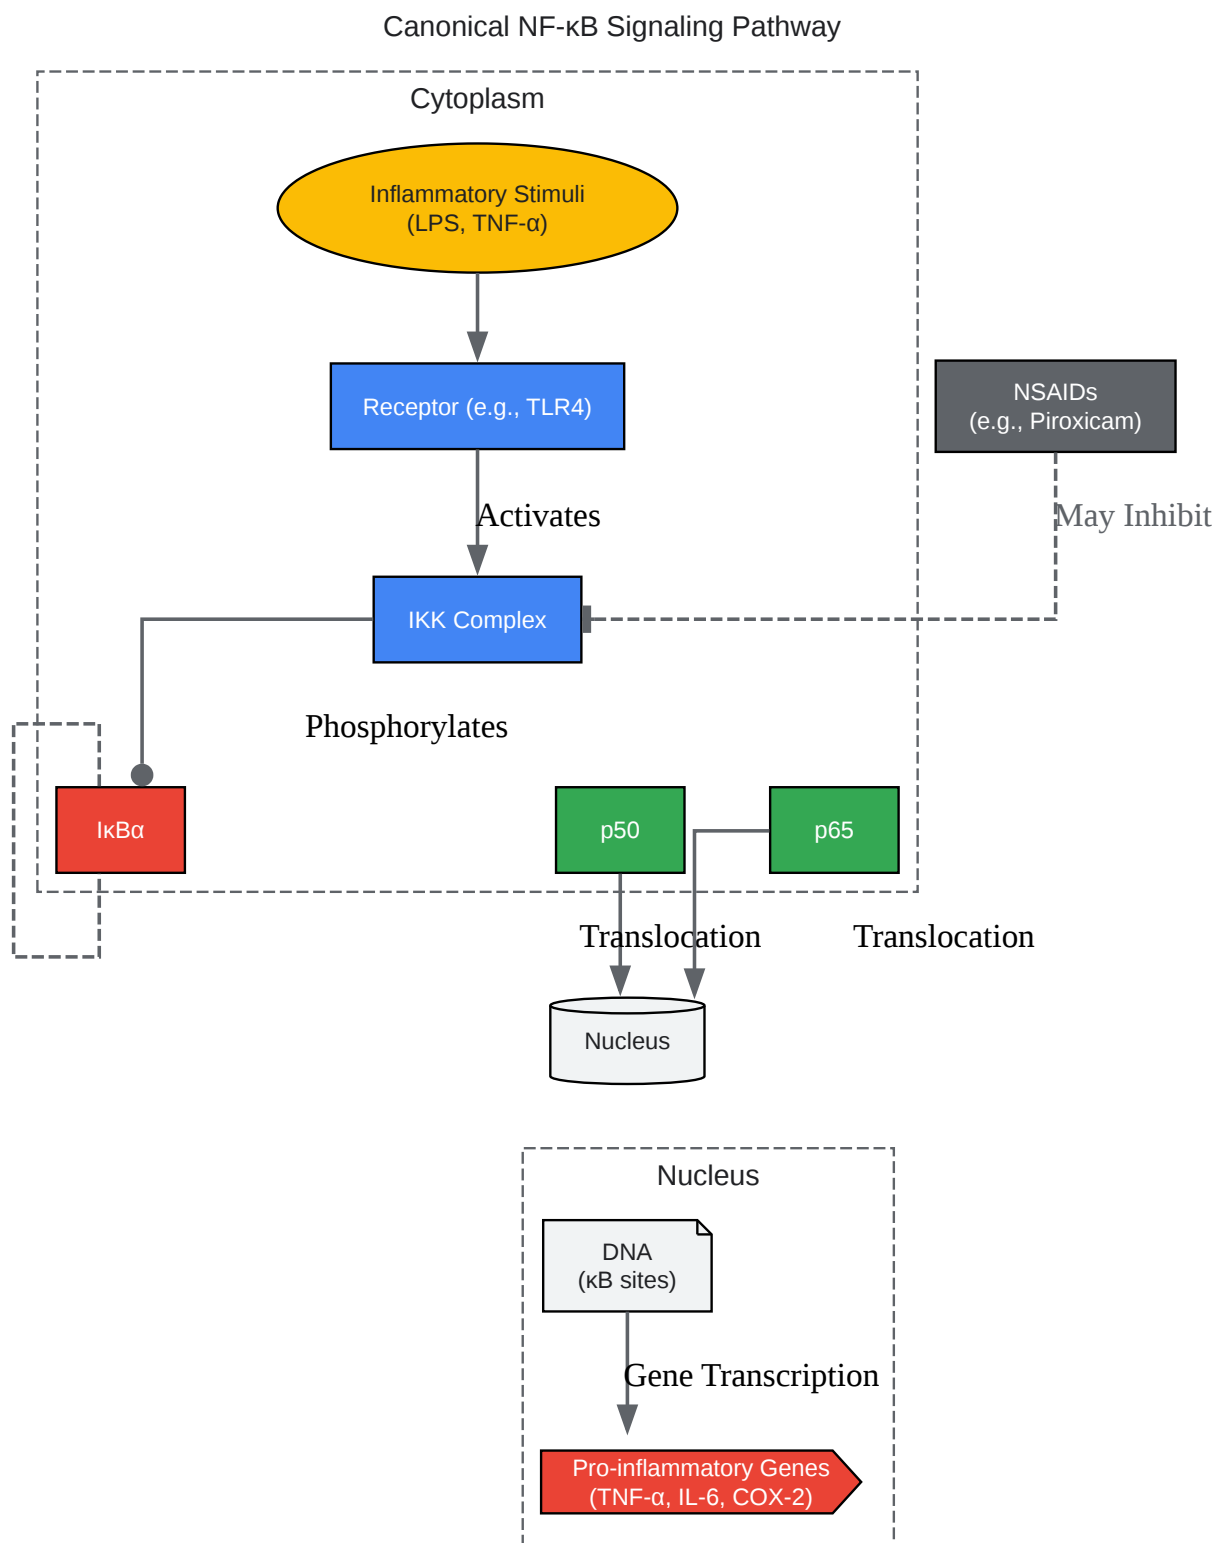 Canonical NF-κB Signaling Pathway
Cytoplasm
Inflammatory Stimuli
(LPS, TNF-α)
Receptor (e.g., TLR4)
NSAIDs
(e.g., Piroxicam)
Activates
May Inhibit
IKK Complex
Phosphorylates
IκBα
p50
p65
Translocation
Translocation
Nucleus
Nucleus
DNA
(κB sites)
Gene Transcription
Pro-inflammatory Genes
(TNF-α, IL-6, COX-2)